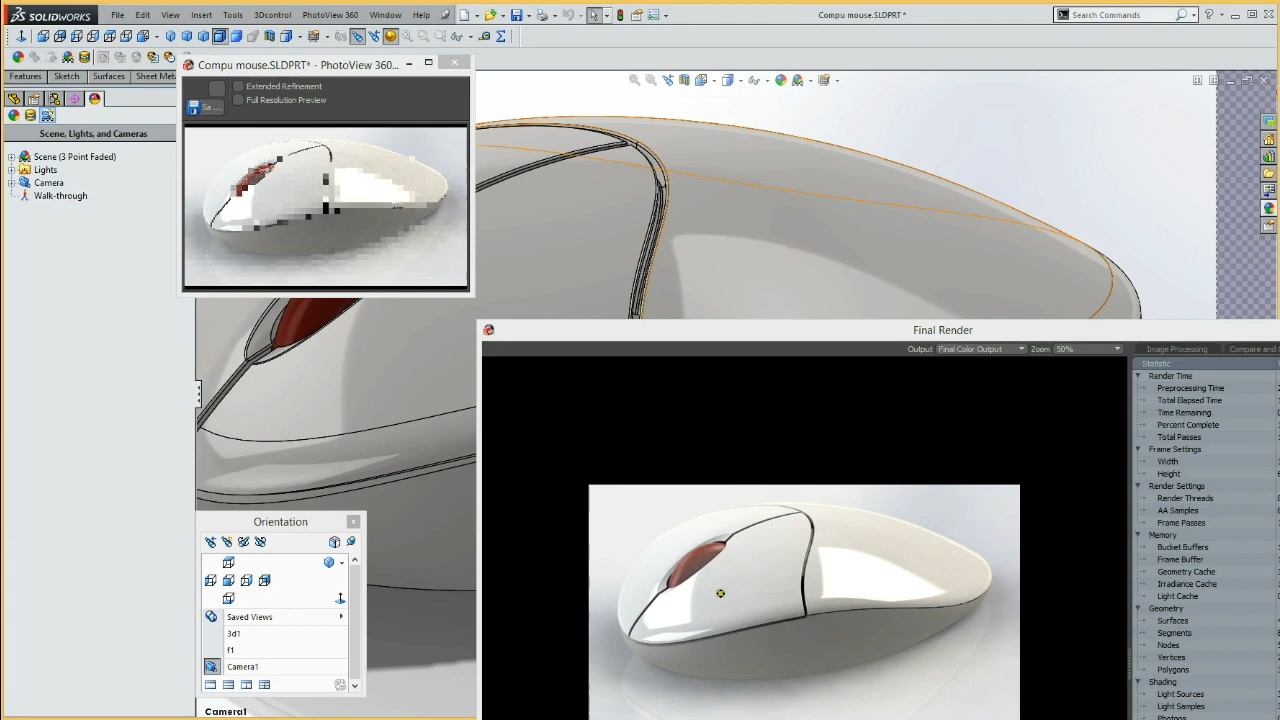 SOLIDWORKS File Edit View Insert Tools 3Dcontrol PhotoView 360 Window Help Compu mouse.SLDPRT * Search Commands
Features Sketch Surfaces Sheet Met
Compu mouse.SLDPRT* - PhotoView 360...
Extended Refinement
Full Resolution Preview
Sa ...
Scene, Lights, and Cameras
Scene (3 Point Faded)
Lights
Camera
Walk-through
Final Render
Output Final Color Output Zoom 50% Image Processing Compare and
Statistic
Render Time
Preprocessing Time
Total Elapsed Time
Time Remaining
Percent Complete
Total Passes
Frame Settings
Width
Height
Render Settings
Render Threads
AA Samples
Frame Passes
Memory
Bucket Buffers
Frame Buffer
Geometry Cache
Irradiance Cache
Light Cache
Geometry
Surfaces
Segments
Nodes
Vertices
Polygons
Shading
Light Sources
Light Samples
Photons
Orientation
Saved Views
3d1
f1
Camera1
Camera1